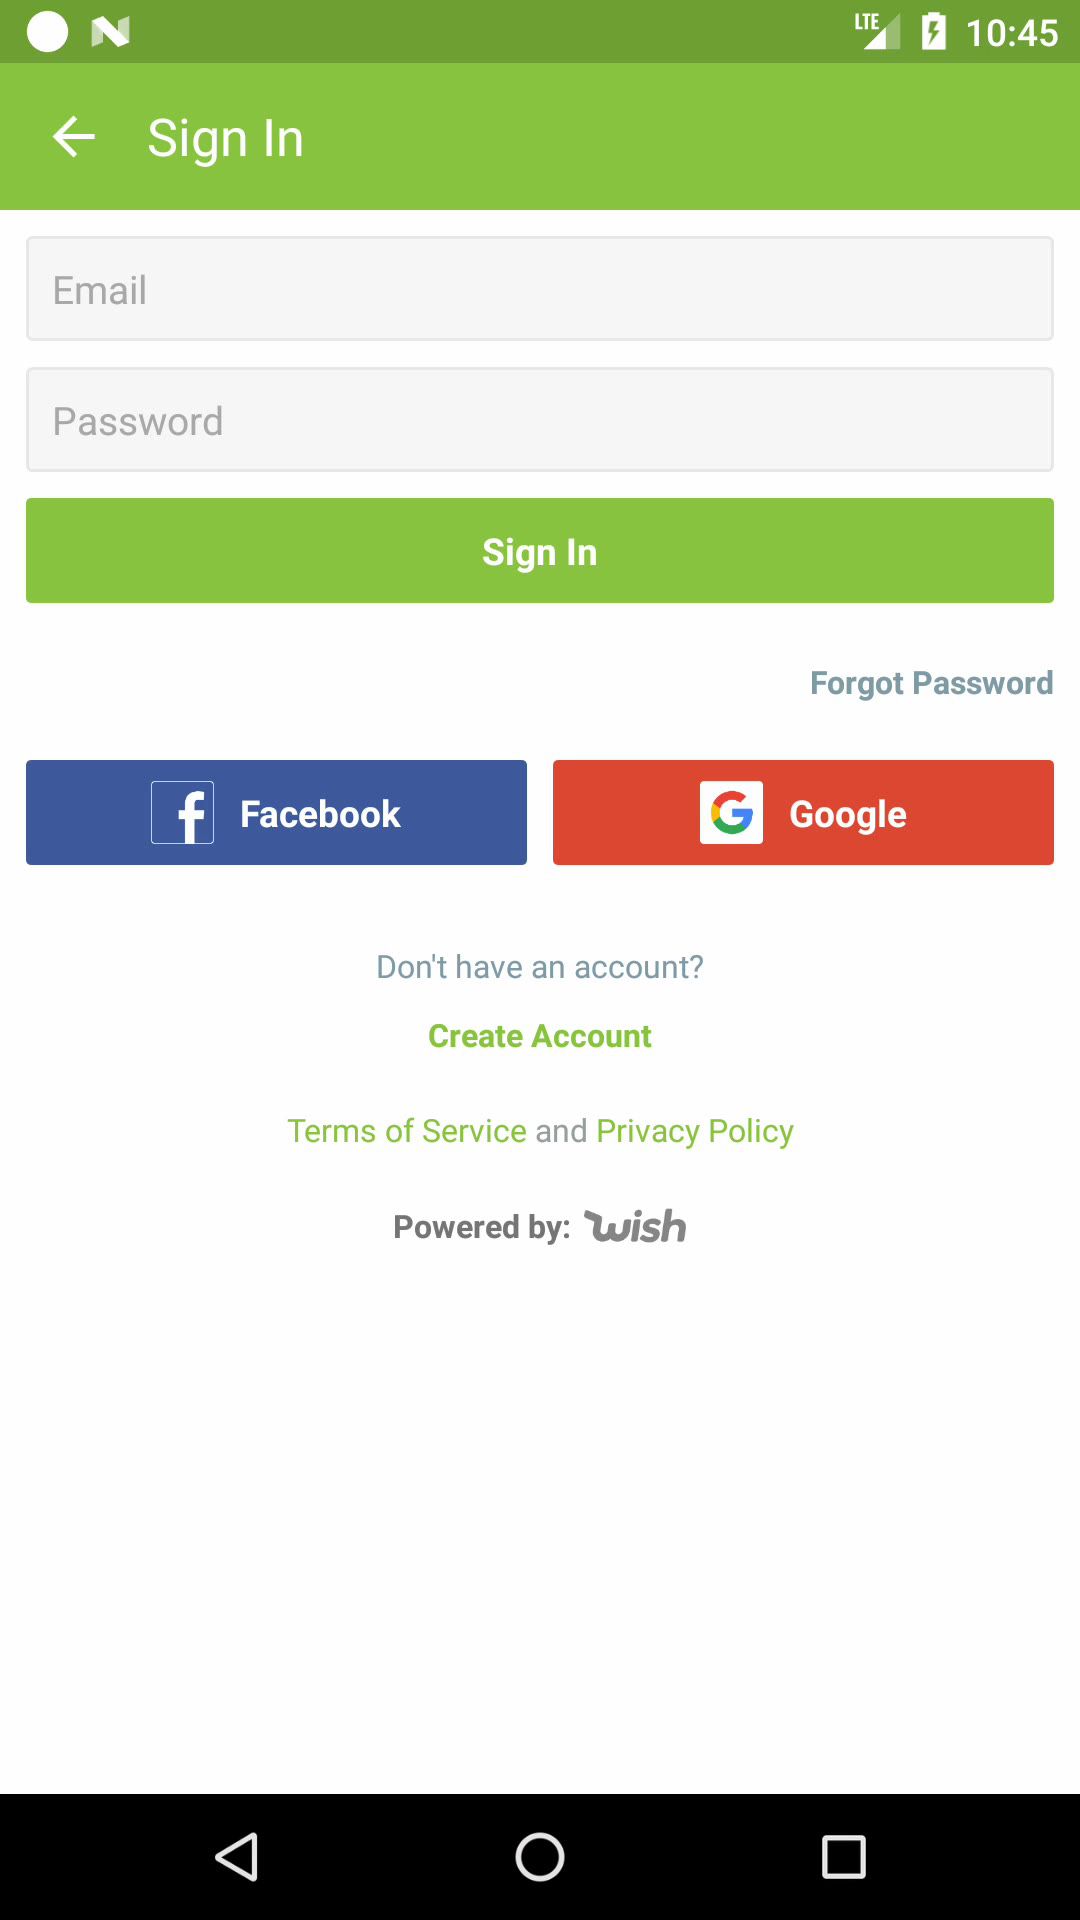 LTE 10:45
Sign In
Email
Password
Sign In
Forgot Password
Facebook Google
Don't have an account?
Create Account
Terms of Service and Privacy Policy
Powered by: wish